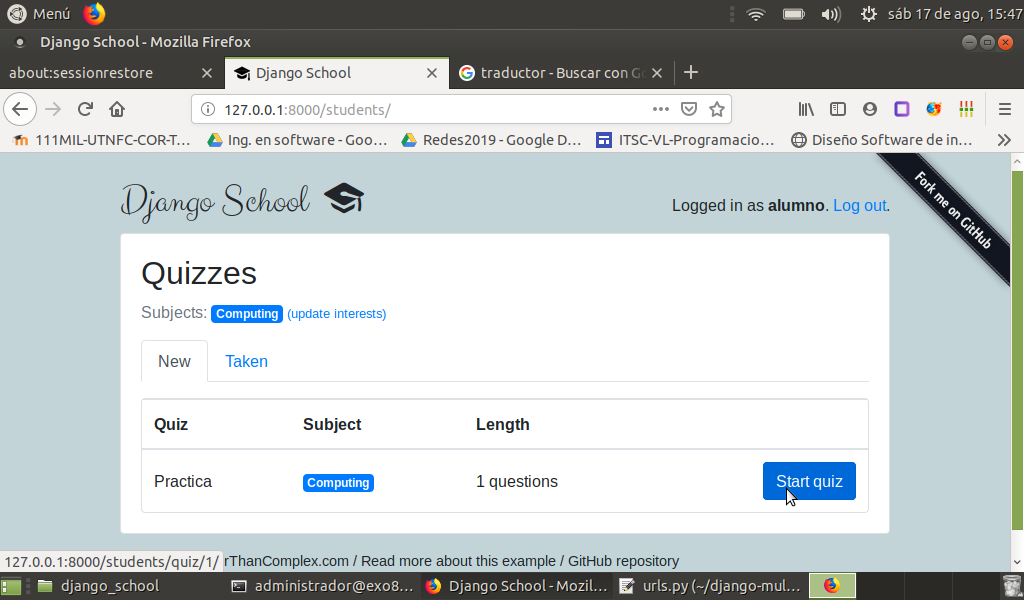 Menú
sáb 17 de ago, 15:47
Django School - Mozilla Firefox
about:sessionrestore
Django School
traductor - Buscar con Go
127.0.0.1:8000/students/
111MIL-UTNFC-COR-T...
Ing. en software - Goo...
Redes2019 - Google D...
ITSC-VL-Programacio...
Diseño Software de in...
Django School
Logged in as alumno. Log out.
Fork me on GitHub
Quizzes
Subjects: Computing (update interests)
New Taken
Quiz Subject Length
Practica Computing 1 questions Start quiz
127.0.0.1:8000/students/quiz/1/ rThanComplex.com / Read more about this example / GitHub repository
django_school
administrador@exo8...
Django School - Mozil...
urls.py (~/django-mul...